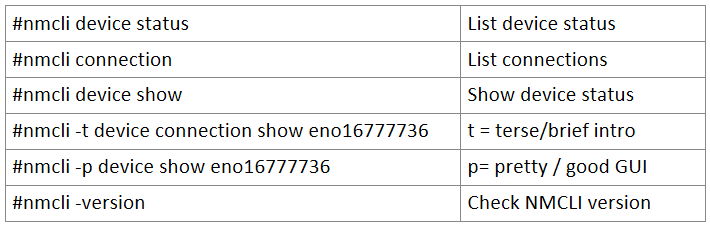 #nmcli device status List device status
#nmcli connection List connections
#nmcli device show Show device status
#nmcli -t device connection show eno16777736 t = terse/brief intro
#nmcli -p device show eno16777736 p= pretty / good GUI
#nmcli -version Check NMCLI version